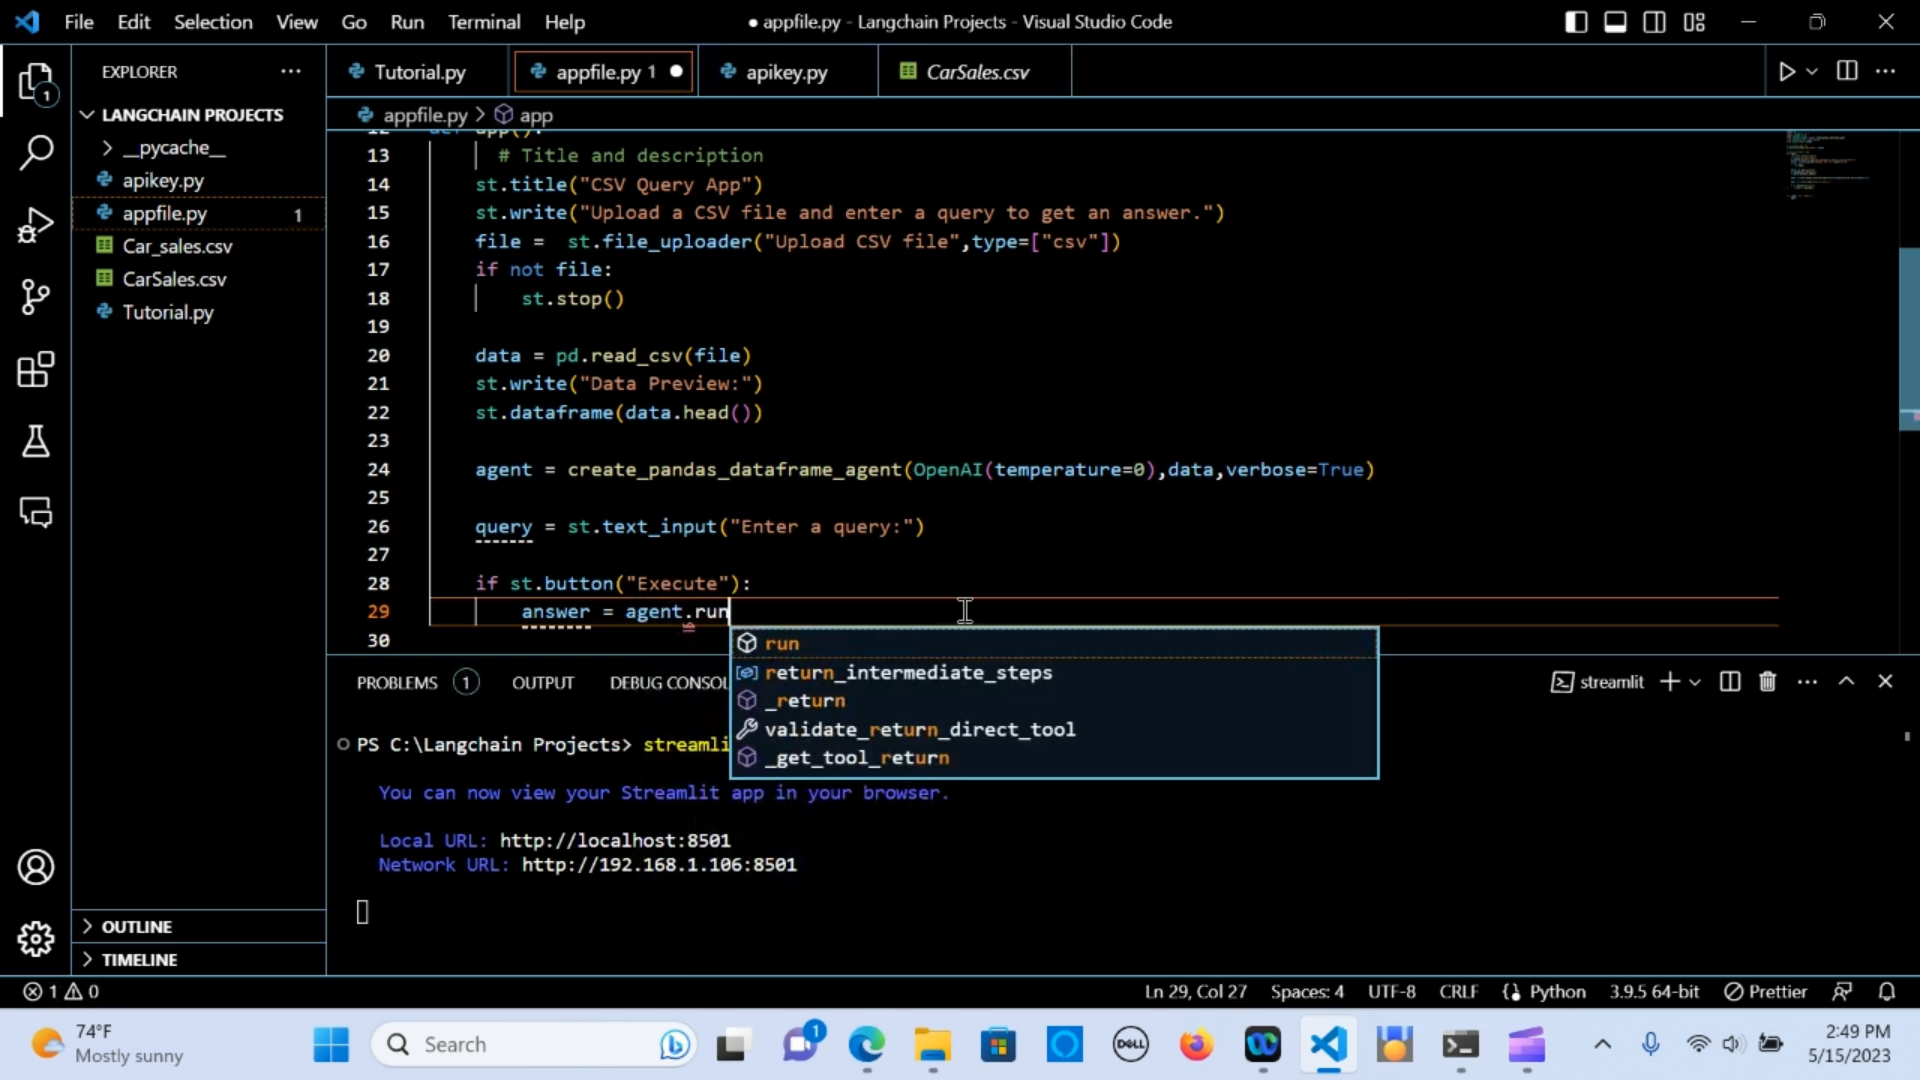 File Edit Selection View Go Run Terminal Help
● appfile.py - Langchain Projects - Visual Studio Code
EXPLORER
Tutorial.py
appfile.py 1
apikey.py
CarSales.csv
LANGCHAIN PROJECTS
__pycache__
apikey.py
appfile.py 1
Car_sales.csv
CarSales.csv
Tutorial.py
OUTLINE
TIMELINE
1
appfile.py > app
12 def app():
13 # Title and description
14 st.title("CSV Query App")
15 st.write("Upload a CSV file and enter a query to get an answer.")
16 file =  st.file_uploader("Upload CSV file",type=["csv"])
17 if not file:
18 st.stop()
19
20 data = pd.read_csv(file)
21 st.write("Data Preview:")
22 st.dataframe(data.head())
23
24 agent = create_pandas_dataframe_agent(OpenAI(temperature=0),data,verbose=True)
25
26 query = st.text_input("Enter a query:")
27
28 if st.button("Execute"):
29 answer = agent.run
30
run
return_intermediate_steps
_return
validate_return_direct_tool
_get_tool_return
PROBLEMS 1 OUTPUT DEBUG CONSOL
streamlit
PS C:\Langchain Projects> streamli
You can now view your Streamlit app in your browser.
Local URL: http://localhost:8501
Network URL: http://192.168.1.106:8501
1 0
Ln 29, Col 27 Spaces: 4 UTF-8 CRLF Python 3.9.5 64-bit Prettier
74°F
Mostly sunny
Search
1
DELL
2:49 PM
5/15/2023